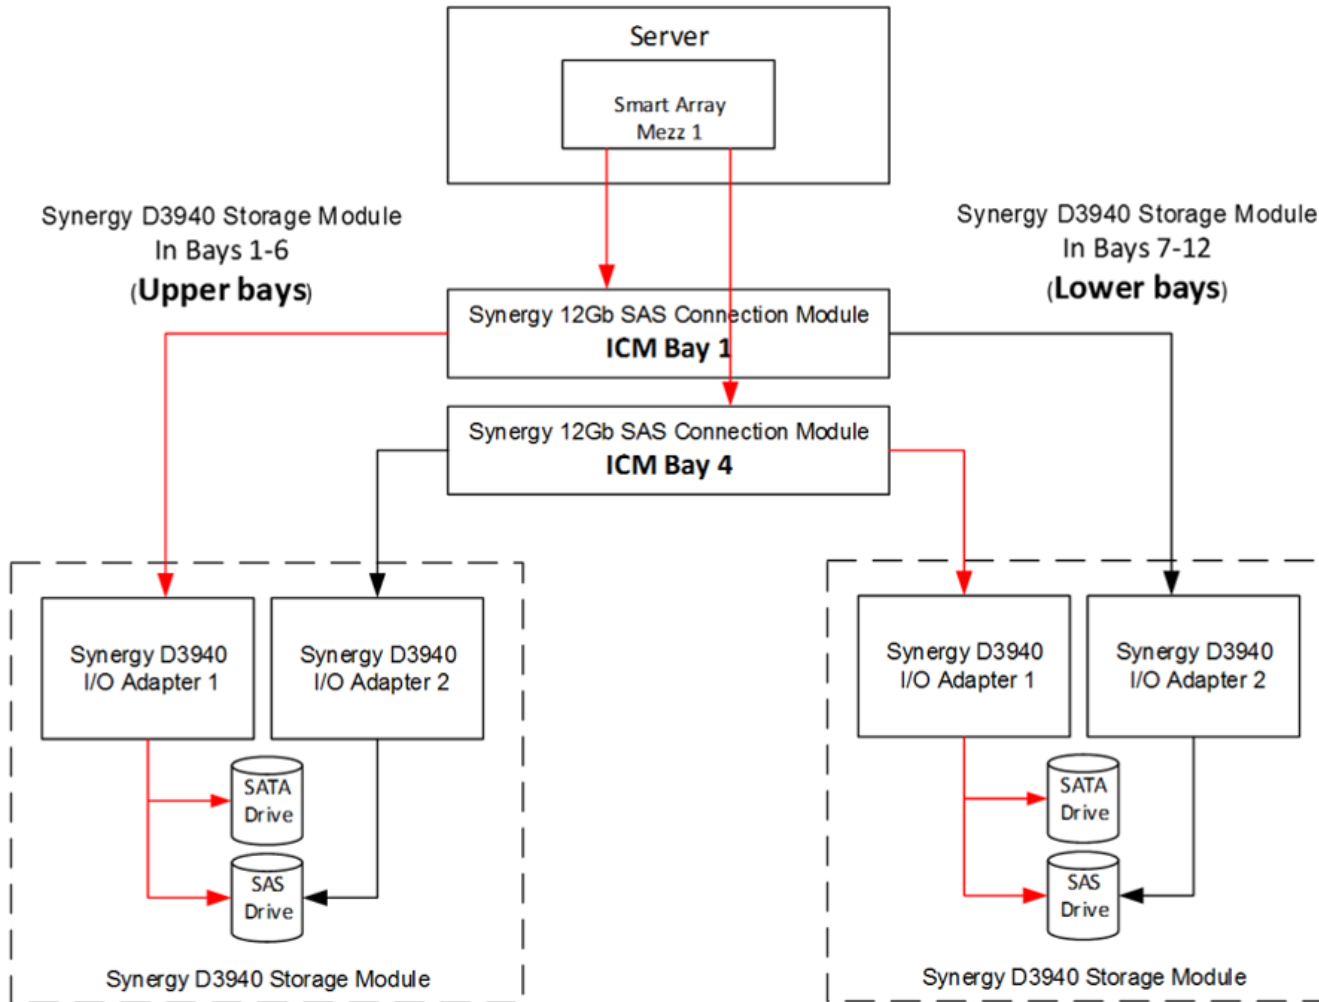 Server
Smart Array
Mezz 1
Synergy D3940 Storage Module
In Bays 1-6
(Upper bays)
Synergy D3940 Storage Module
In Bays 7-12
(Lower bays)
Synergy 12Gb SAS Connection Module
ICM Bay 1
Synergy 12Gb SAS Connection Module
ICM Bay 4
Synergy D3940
I/O Adapter 1
Synergy D3940
I/O Adapter 2
SATA
Drive
SAS
Drive
Synergy D3940 Storage Module
Synergy D3940
I/O Adapter 1
Synergy D3940
I/O Adapter 2
SATA
Drive
SAS
Drive
Synergy D3940 Storage Module